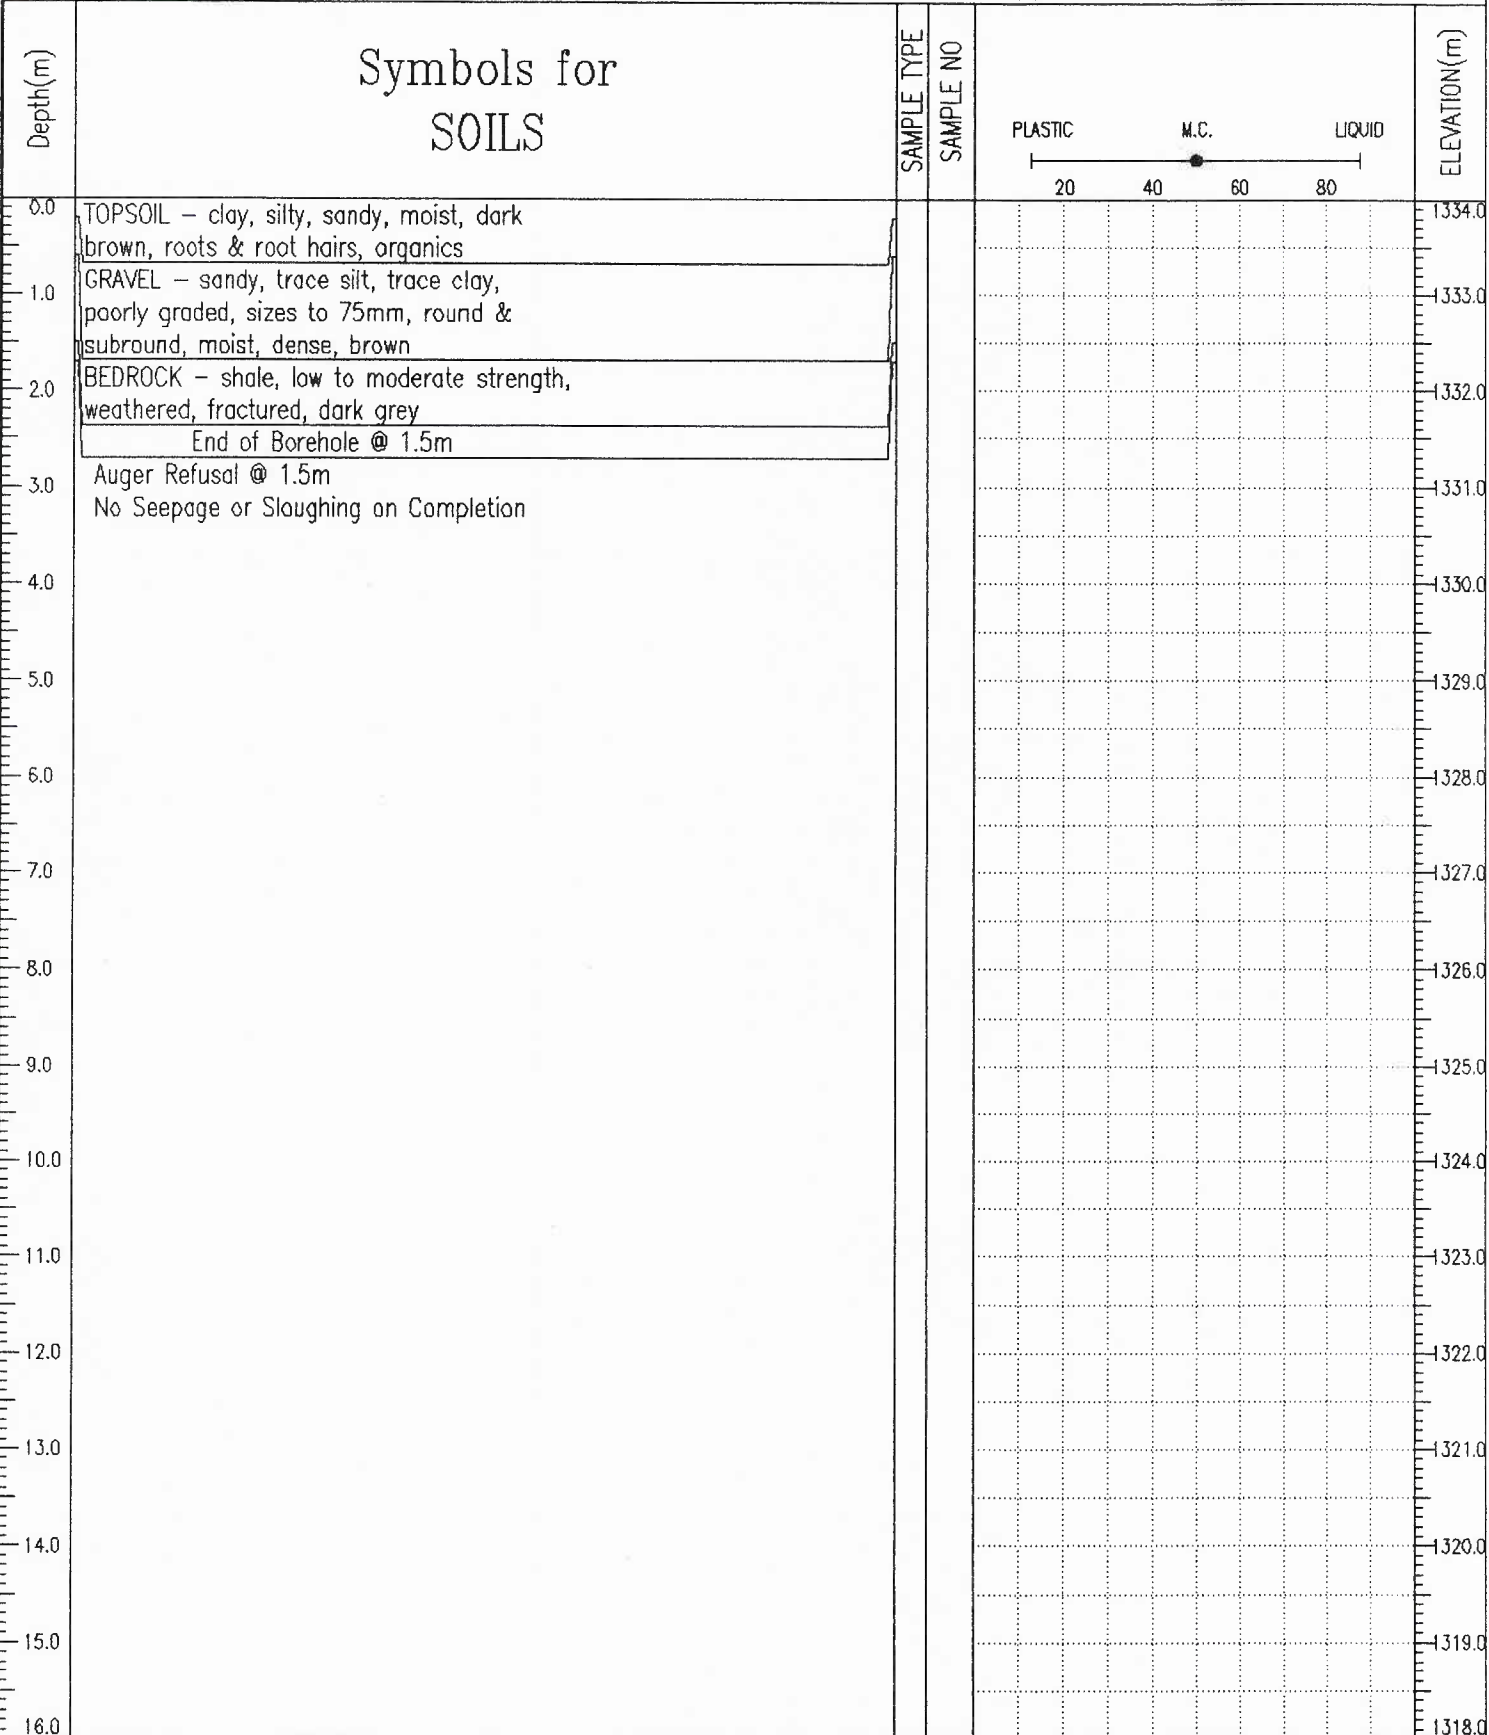 Depth(m)
Symbols for
SOILS
SAMPLE TYPE
SAMPLE NO
PLASTIC M.C. LIQUID
20 40 60 80
ELEVATION(m)
0.0
TOPSOIL – clay, silty, sandy, moist, dark
brown, roots & root hairs, organics
GRAVEL – sandy, trace silt, trace clay,
poorly graded, sizes to 75mm, round &
subround, moist, dense, brown
BEDROCK – shale, low to moderate strength,
weathered, fractured, dark grey
End of Borehole @ 1.5m
Auger Refusal @ 1.5m
No Seepage or Sloughing on Completion
1.0
2.0
3.0
4.0
5.0
6.0
7.0
8.0
9.0
10.0
11.0
12.0
13.0
14.0
15.0
16.0
1334.0
1333.0
1332.0
1331.0
1330.0
1329.0
1328.0
1327.0
1326.0
1325.0
1324.0
1323.0
1322.0
1321.0
1320.0
1319.0
1318.0